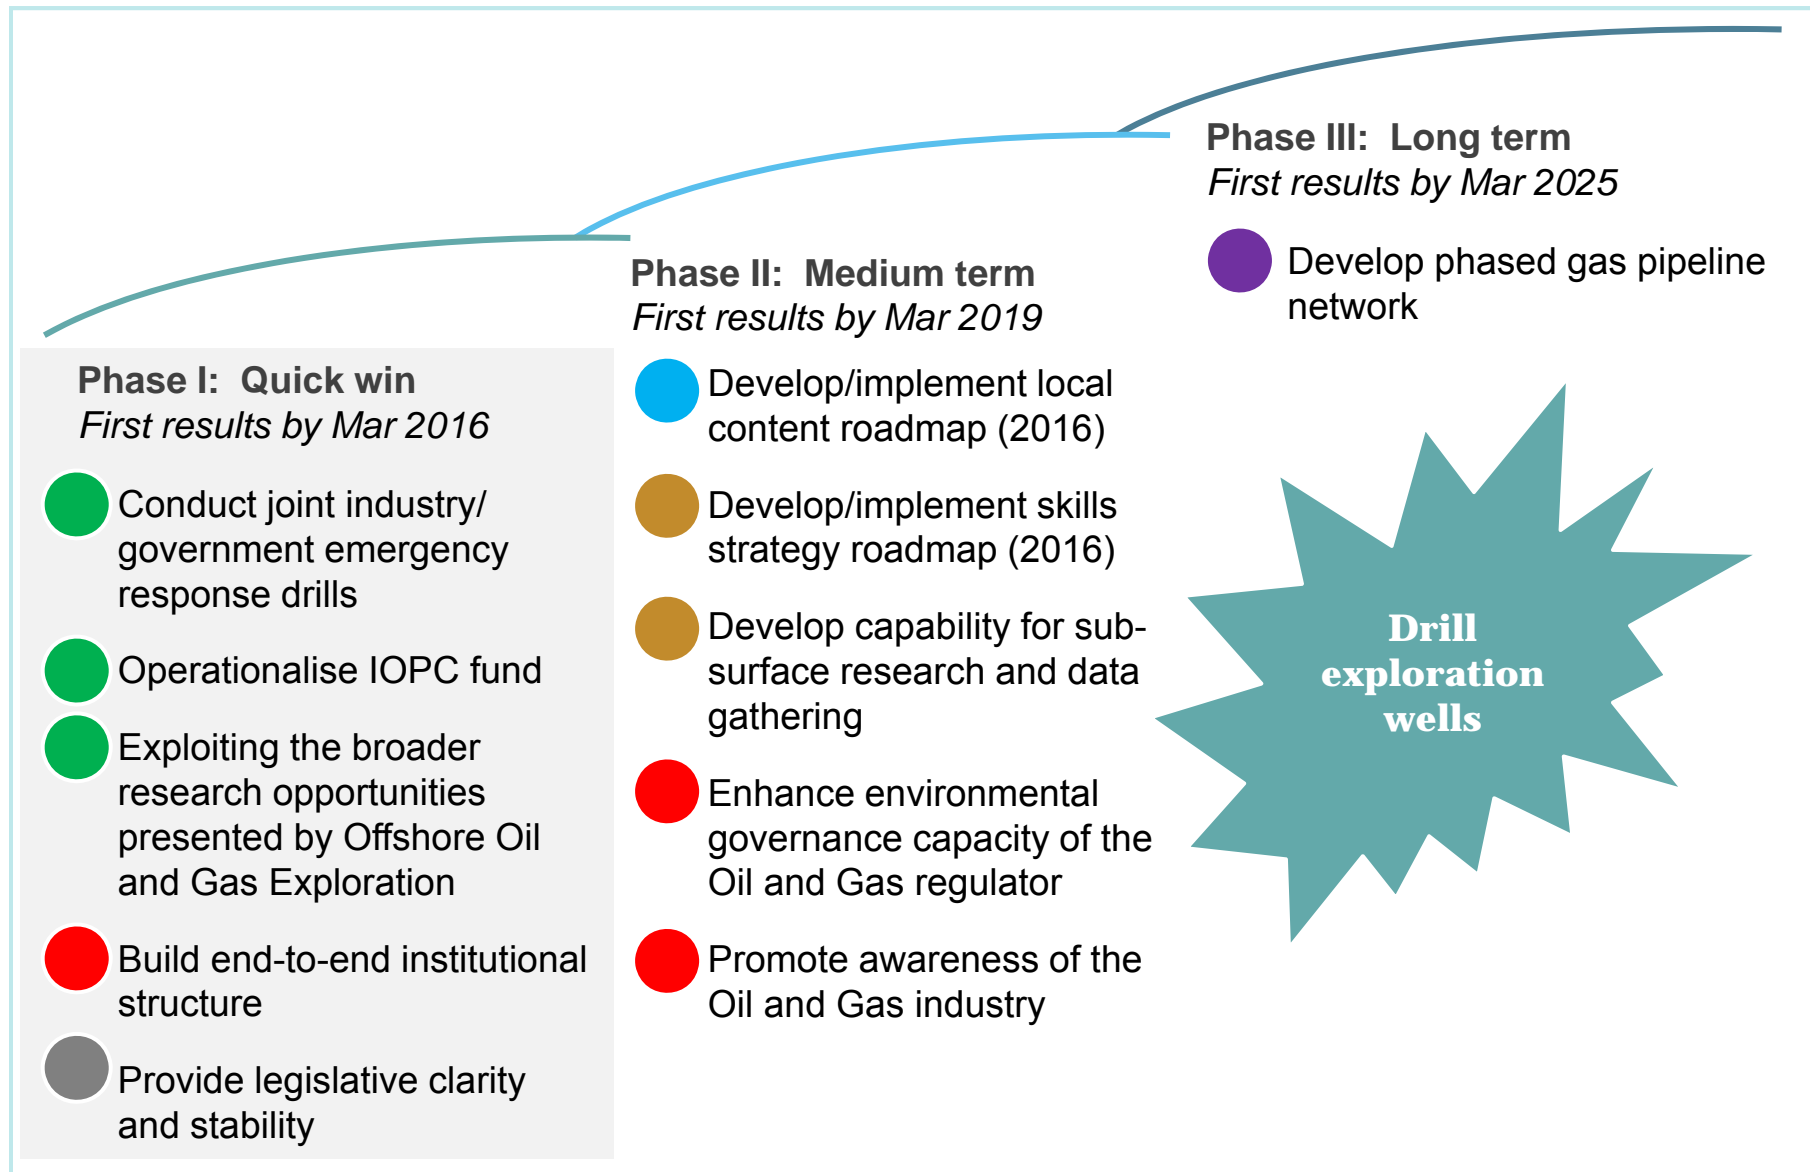 Phase I: Quick win
First results by Mar 2016
Conduct joint industry/
government emergency
response drills
Operationalise IOPC fund
Exploiting the broader
research opportunities
presented by Offshore Oil
and Gas Exploration
Build end-to-end institutional
structure
Provide legislative clarity
and stability
Phase II: Medium term
First results by Mar 2019
Develop/implement local
content roadmap (2016)
Develop/implement skills
strategy roadmap (2016)
Develop capability for sub-
surface research and data
gathering
Enhance environmental
governance capacity of the
Oil and Gas regulator
Promote awareness of the
Oil and Gas industry
Phase III: Long term
First results by Mar 2025
Develop phased gas pipeline
network
Drill
exploration
wells